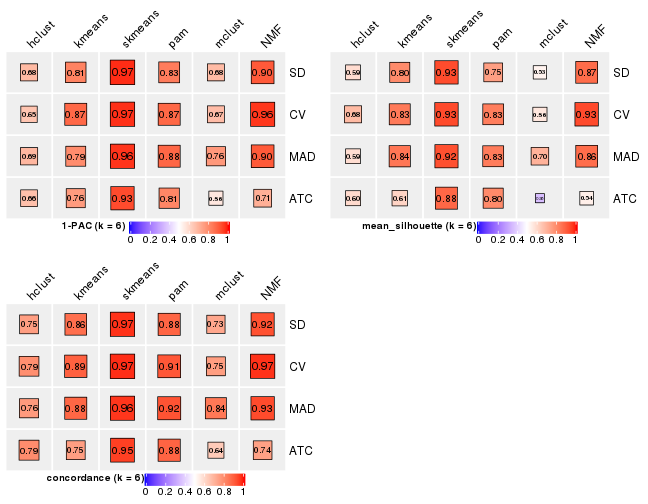 hclust kmeans skmeans pam mclust NMF
0.68 0.81 0.97 0.83 0.68 0.90 SD
0.65 0.87 0.97 0.87 0.67 0.96 CV
0.69 0.79 0.96 0.88 0.76 0.90 MAD
0.66 0.76 0.93 0.81 0.56 0.71 ATC
1-PAC (k = 6)
0 0.2 0.4 0.6 0.8 1
hclust kmeans skmeans pam mclust NMF
0.59 0.80 0.93 0.75 0.53 0.87 SD
0.68 0.83 0.93 0.83 0.56 0.93 CV
0.59 0.84 0.92 0.83 0.70 0.86 MAD
0.60 0.61 0.88 0.80 0.54 ATC
mean_silhouette (k = 6)
0 0.2 0.4 0.6 0.8 1
hclust kmeans skmeans pam mclust NMF
0.75 0.86 0.97 0.88 0.73 0.92 SD
0.79 0.89 0.97 0.91 0.75 0.97 CV
0.76 0.88 0.96 0.92 0.84 0.93 MAD
0.79 0.75 0.95 0.88 0.64 0.74 ATC
concordance (k = 6)
0 0.2 0.4 0.6 0.8 1